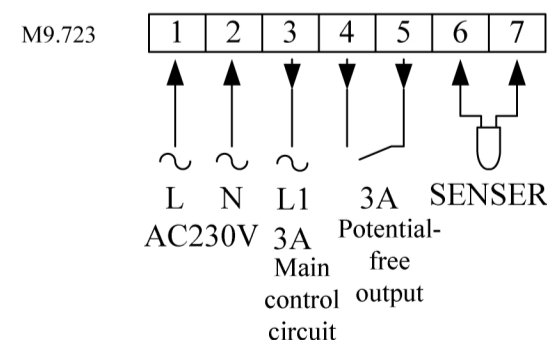 M9.723 1 2 3 4 5 6 7
L N L1 3A SENSER
AC230V 3A Potential-
Main free
control output
circuit